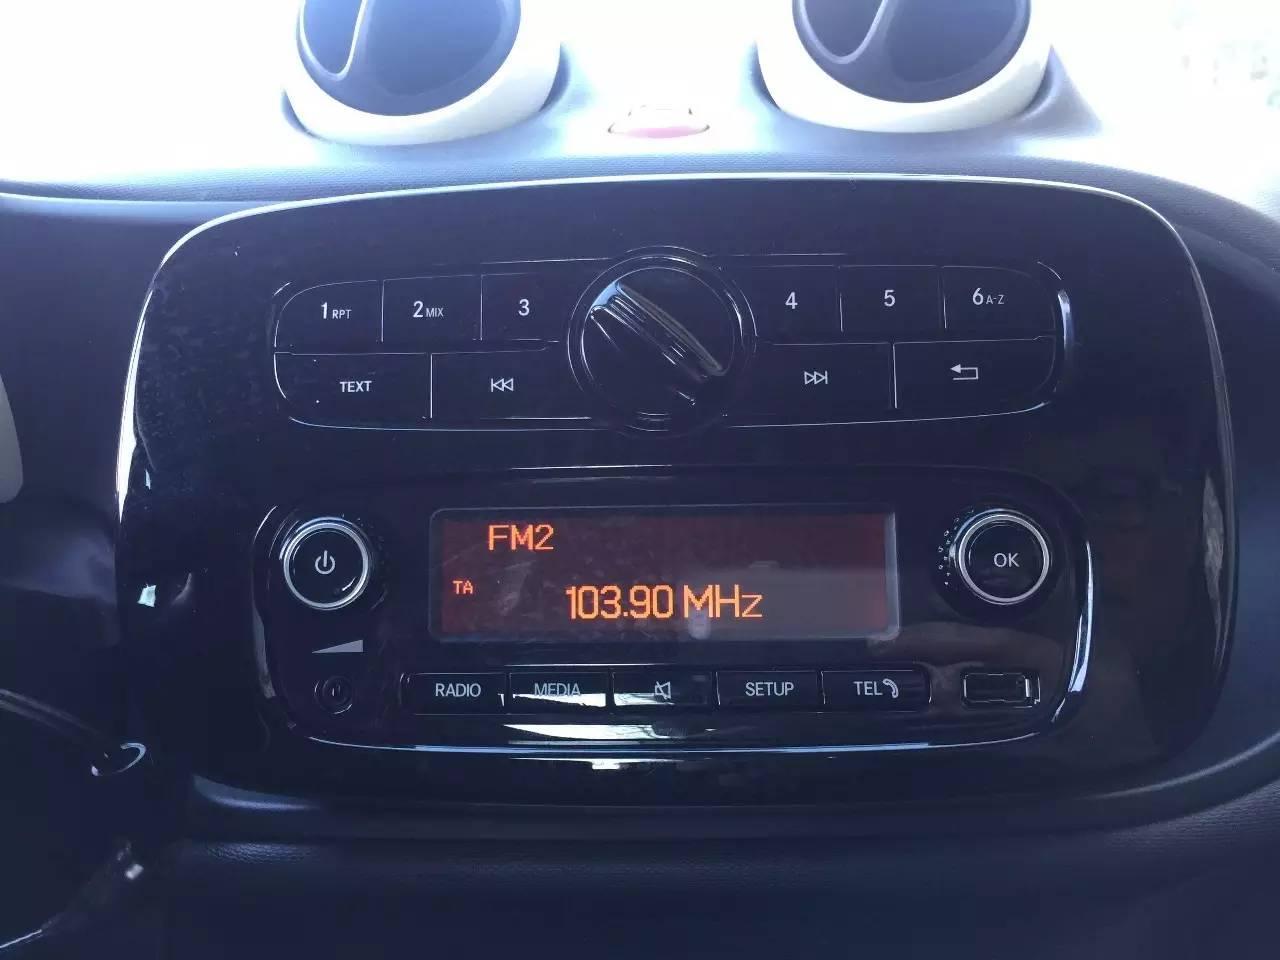 1 RPT 2 MIX 3 4 5 6 A-Z
TEXT
FM2
TA
103.90 MHz
OK
RADIO MEDIA SETUP TEL